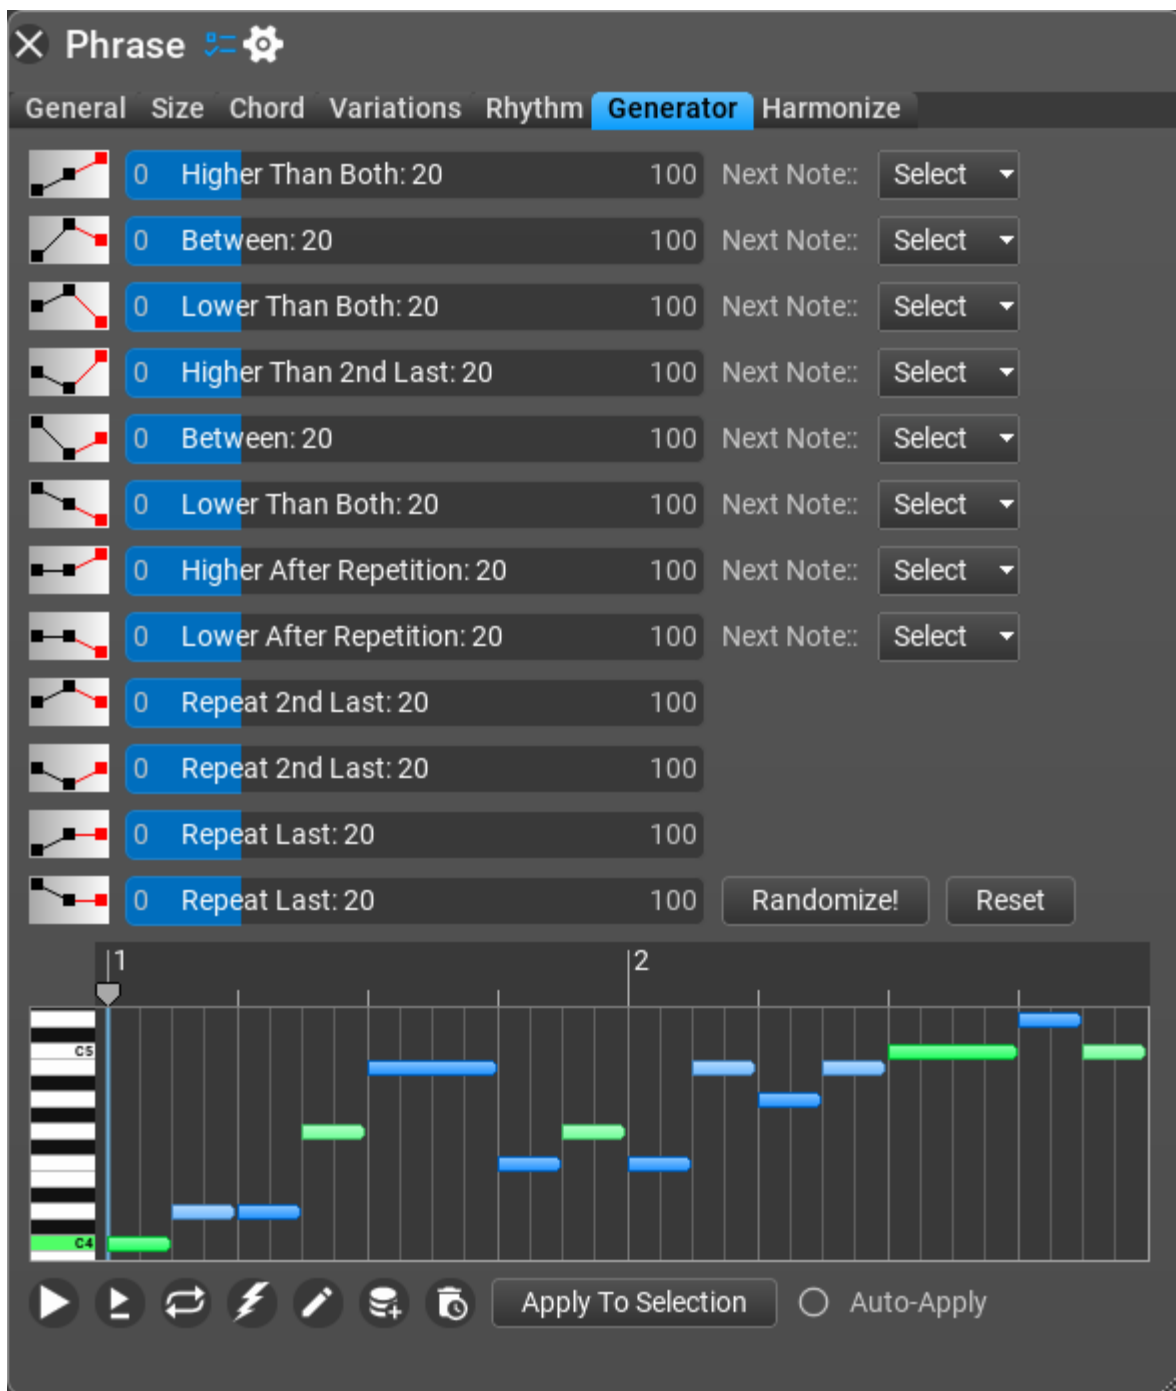 Phrase
General Size Chord Variations Rhythm Generator Harmonize
0 Higher Than Both: 20 100 Next Note:: Select
0 Between: 20 100 Next Note:: Select
0 Lower Than Both: 20 100 Next Note:: Select
0 Higher Than 2nd Last: 20 100 Next Note:: Select
0 Between: 20 100 Next Note:: Select
0 Lower Than Both: 20 100 Next Note:: Select
0 Higher After Repetition: 20 100 Next Note:: Select
0 Lower After Repetition: 20 100 Next Note:: Select
0 Repeat 2nd Last: 20 100
0 Repeat 2nd Last: 20 100
0 Repeat Last: 20 100
0 Repeat Last: 20 100 Randomize! Reset
1 2
C5
C4
Apply To Selection Auto-Apply